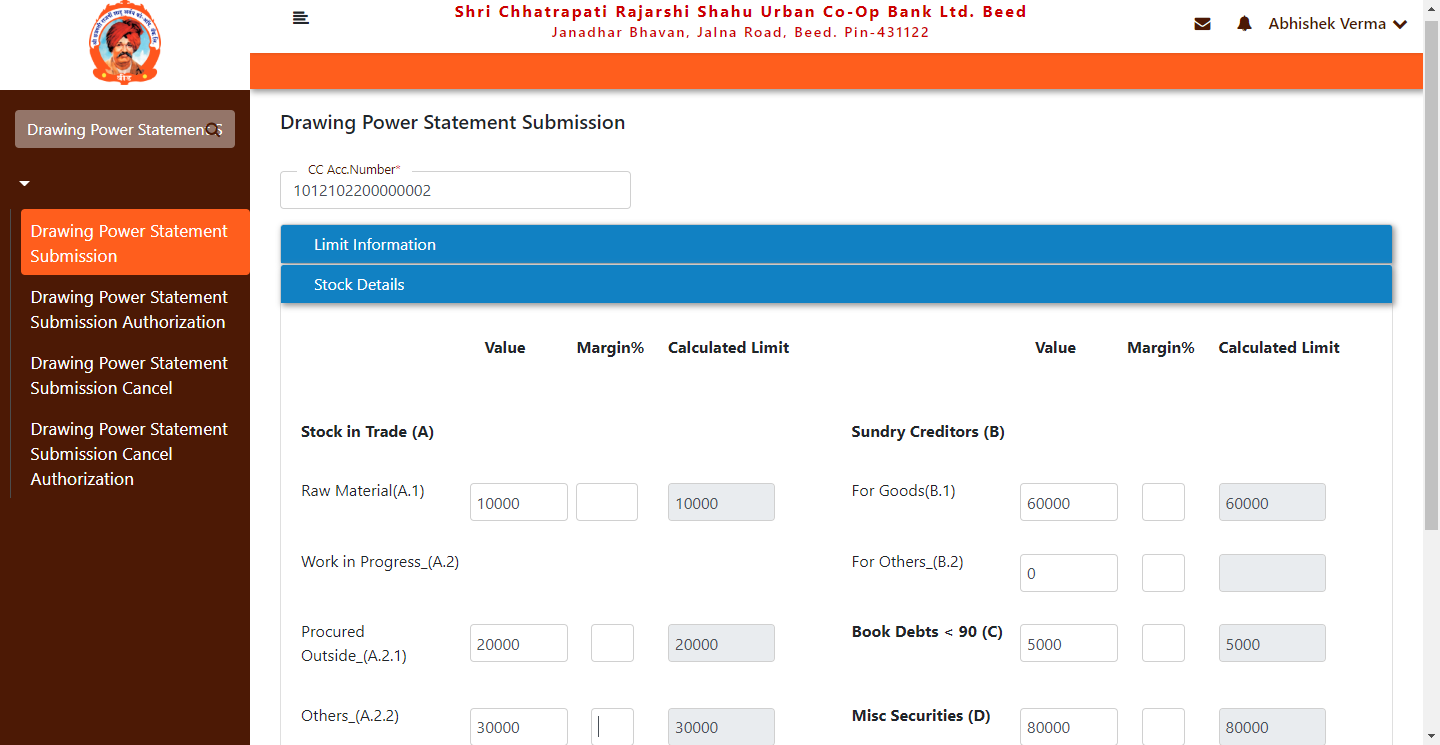 Shri Chhatrapati Rajarshi Shahu Urban Co-Op Bank Ltd. Beed
Janadhar Bhavan, Jalna Road, Beed. Pin-431122
Abhishek Verma
बीड
Drawing Power Statement S
Drawing Power Statement
Submission
Drawing Power Statement
Submission Authorization
Drawing Power Statement
Submission Cancel
Drawing Power Statement
Submission Cancel
Authorization
Drawing Power Statement Submission
CC Acc.Number*
1012102200000002
Limit Information
Stock Details
Value Margin% Calculated Limit Value Margin% Calculated Limit
Stock in Trade (A) Sundry Creditors (B)
Raw Material(A.1) 10000 10000 For Goods(B.1) 60000 60000
Work in Progress_(A.2) For Others_(B.2) 0
Procured
Outside_(A.2.1) 20000 20000 Book Debts < 90 (C) 5000 5000
Others_(A.2.2) 30000 30000 Misc Securities (D) 80000 80000